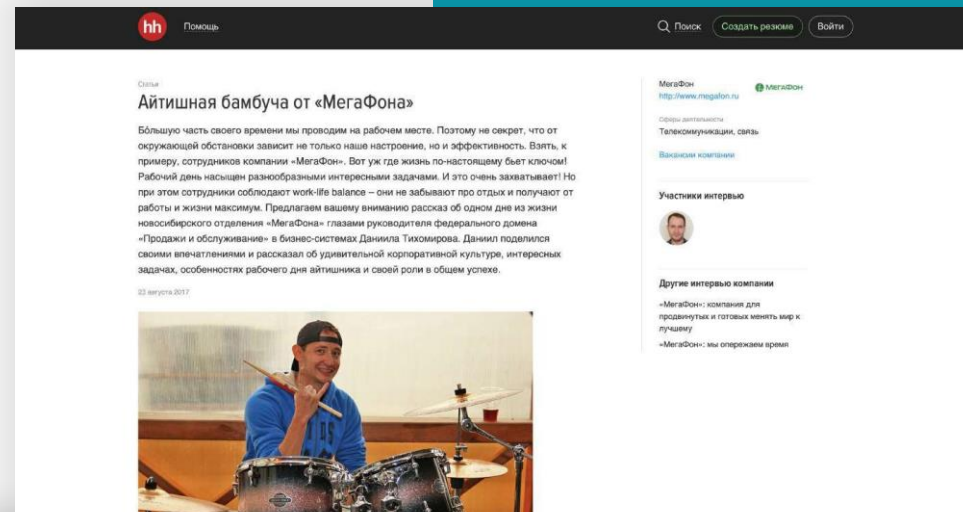 hh
Помощь
Поиск
Создать резюме
Войти
Статья
Айтишная бамбуча от «МегаФона»
Бо́льшую часть своего времени мы проводим на рабочем месте. Поэтому не секрет, что от
окружающей обстановки зависит не только наше настроение, но и эффективность. Взять, к
примеру, сотрудников компании «МегаФон». Вот уж где жизнь по-настоящему бьет ключом!
Рабочий день насыщен разнообразными интересными задачами. И это очень захватывает! Но
при этом сотрудники соблюдают work-life balance – они не забывают про отдых и получают от
работы и жизни максимум. Предлагаем вашему вниманию рассказ об одном дне из жизни
новосибирского отделения «МегаФона» глазами руководителя федерального домена
«Продажи и обслуживание» в бизнес-системах Даниила Тихомирова. Даниил поделился
своими впечатлениями и рассказал об удивительной корпоративной культуре, интересных
задачах, особенностях рабочего дня айтишника и своей роли в общем успехе.
23 августа 2017
МегаФон
http://www.megafon.ru
МЕГАФОН
Сферы деятельности
Телекоммуникации, связь
Вакансии компании
Участники интервью
Другие интервью компании
«МегаФон»: компания для
продвинутых и готовых менять мир к
лучшему
«МегаФон»: мы опережаем время